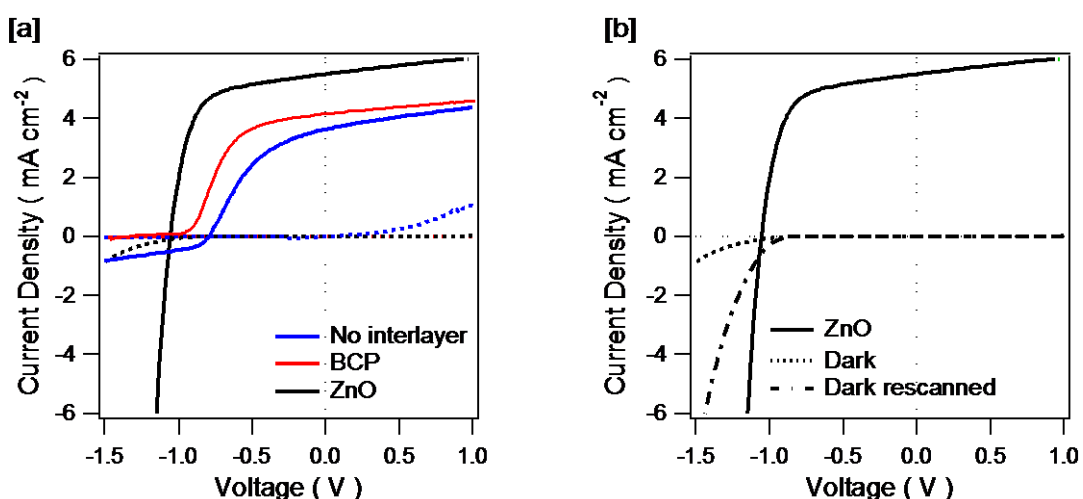 [a]
Current Density ( mA cm-2 )
6
4
2
0
-2
-4
-6
No interlayer
BCP
ZnO
-1.5 -1.0 -0.5 0.0 0.5 1.0
Voltage ( V )
[b]
Current Density ( mA cm-2 )
6
4
2
0
-2
-4
-6
ZnO
Dark
Dark rescanned
-1.5 -1.0 -0.5 0.0 0.5 1.0
Voltage ( V )